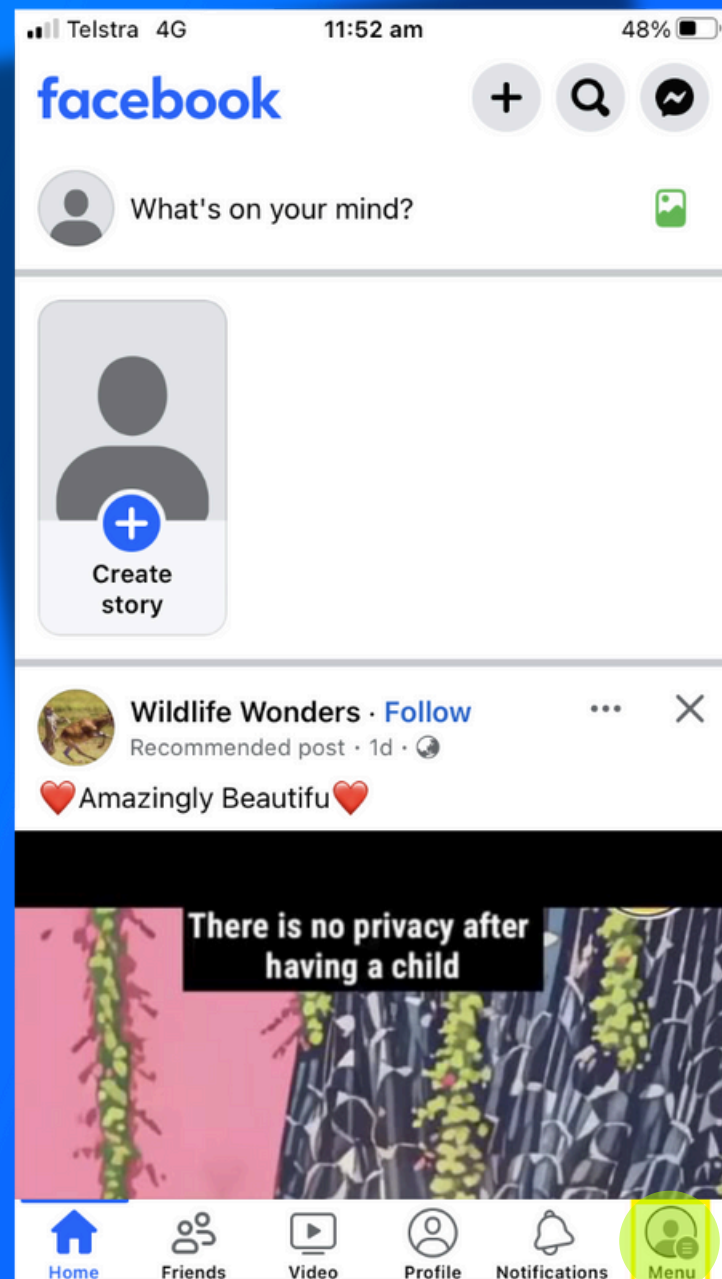 Telstra 4G 11:52 am 48%
facebook
What's on your mind?
Create
story
Wildlife Wonders · Follow
Recommended post · 1d ·
❤️Amazingly Beautifu❤️
There is no privacy after
having a child
Home Friends Video Profile Notifications Menu